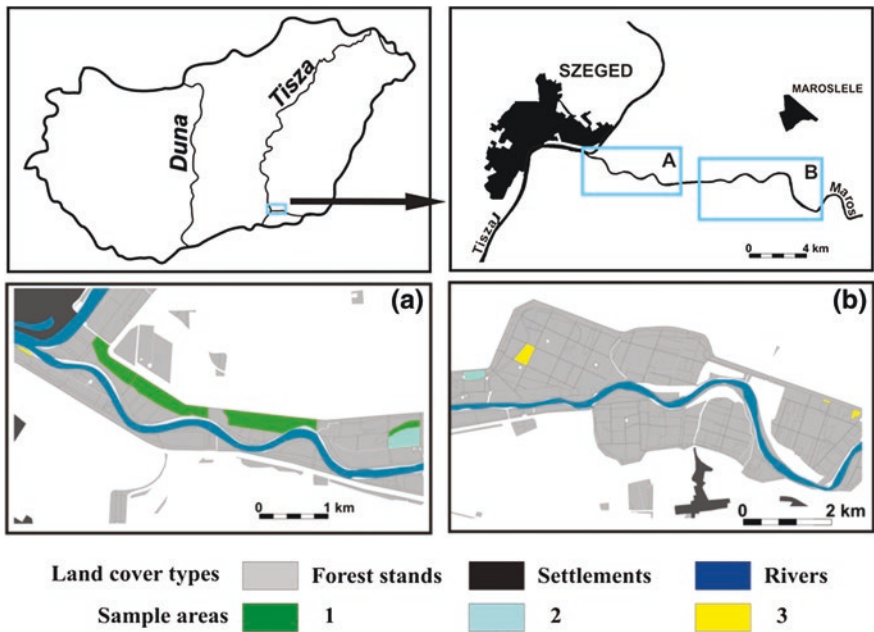 Duna
Tisza
SZEGED
MAROSLELE
A
B
Maros
Tisza
0 4 km
(a)
0 1 km
(b)
0 2 km
Land cover types Forest stands Settlements Rivers
Sample areas 1 2 3